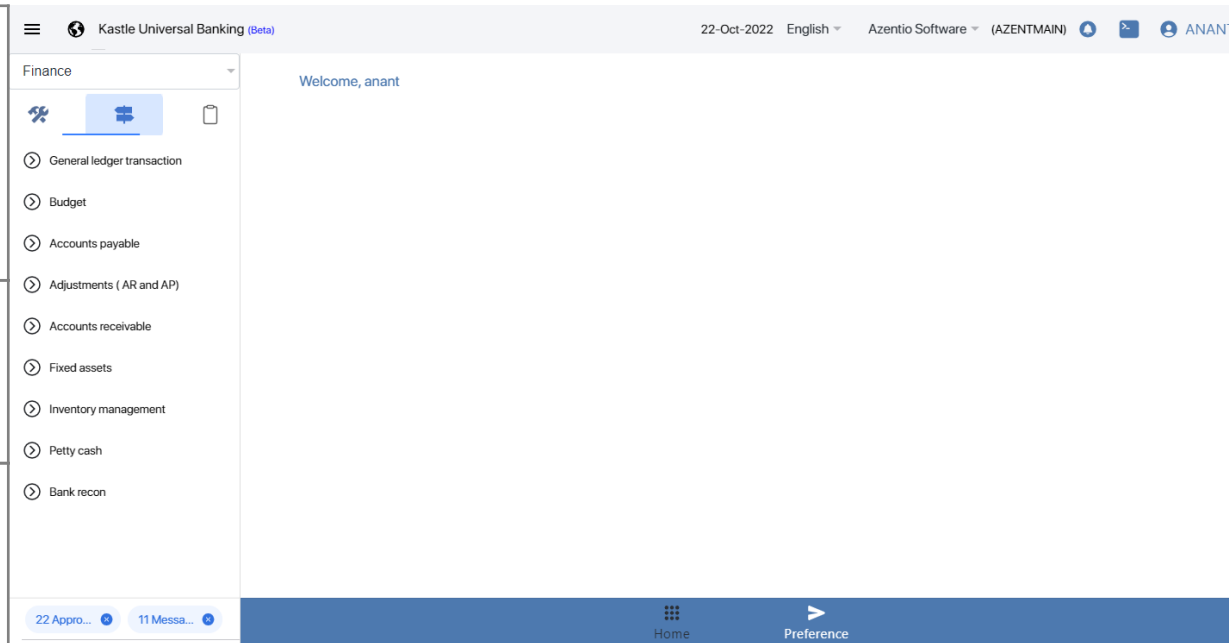 Kastle Universal Banking (Beta)
22-Oct-2022 English Azentio Software (AZENTMAIN) ANANT
Finance
Welcome, anant
General ledger transaction
Budget
Accounts payable
Adjustments ( AR and AP)
Accounts receivable
Fixed assets
Inventory management
Petty cash
Bank recon
22 Appro... 11 Messa...
Home Preference